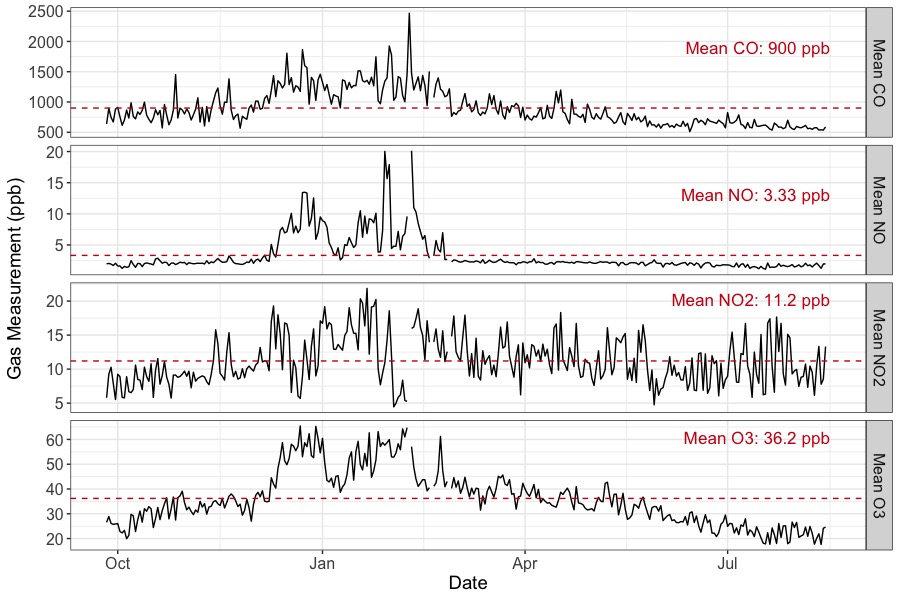 Gas Measurement (ppb)
2500
2000
1500
1000
500
Mean CO: 900 ppb
Mean CO
20
15
10
5
Mean NO: 3.33 ppb
Mean NO
20
15
10
5
Mean NO2: 11.2 ppb
Mean NO2
60
50
40
30
20
Mean O3: 36.2 ppb
Mean O3
Oct Jan Apr Jul
Date